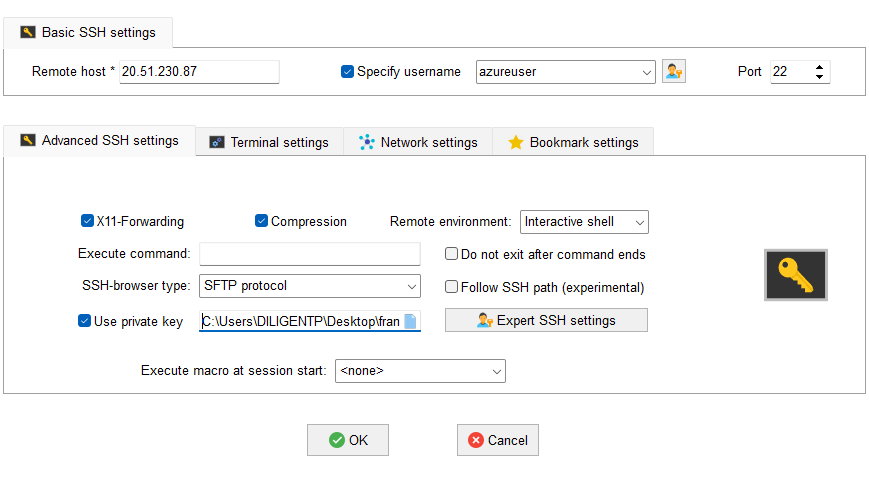 Basic SSH settings
Remote host * 20.51.230.87 Specify username azureuser Port 22
Advanced SSH settings Terminal settings Network settings Bookmark settings
X11-Forwarding Compression Remote environment: Interactive shell
Execute command: Do not exit after command ends
SSH-browser type: SFTP protocol Follow SSH path (experimental)
Use private key C:\Users\DILIGENTP\Desktop\fran Expert SSH settings
Execute macro at session start: <none>
OK Cancel